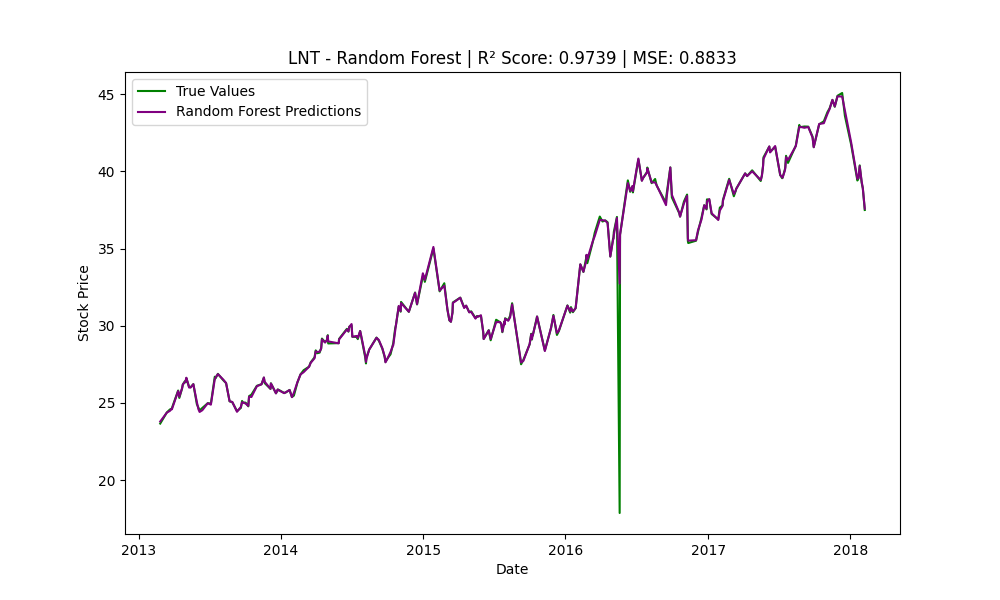 LNT - Random Forest | R² Score: 0.9739 | MSE: 0.8833
True Values
Random Forest Predictions
45
40
35
30
25
20
Stock Price
2013 2014 2015 2016 2017 2018
Date